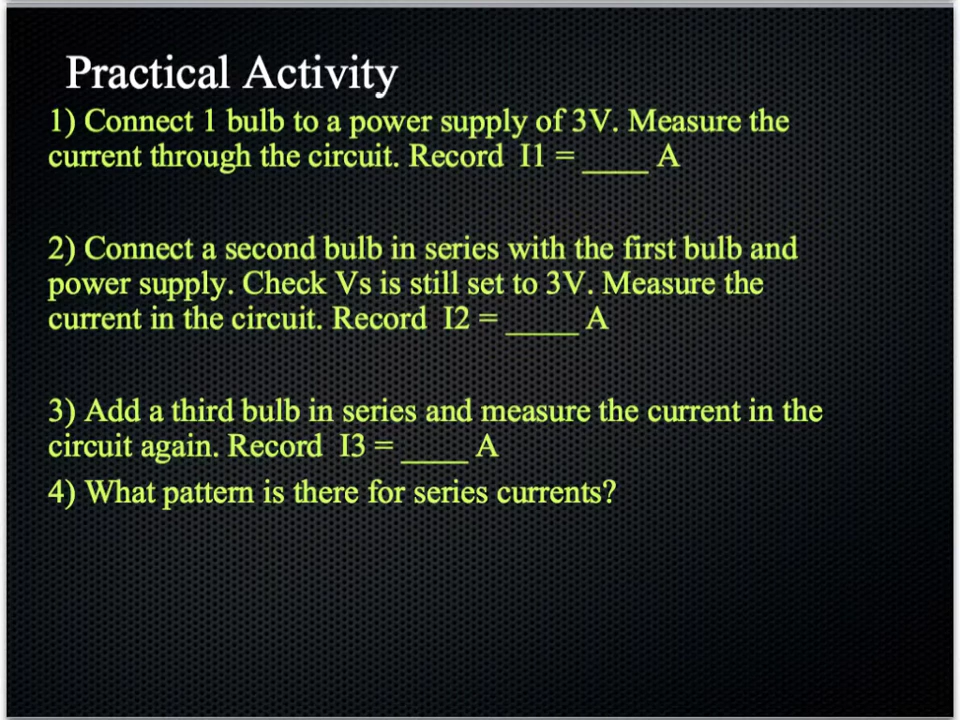 Practical Activity
1) Connect 1 bulb to a power supply of 3V. Measure the
current through the circuit. Record  I1 = ____ A
2) Connect a second bulb in series with the first bulb and
power supply. Check Vs is still set to 3V. Measure the
current in the circuit. Record  I2 = ____ A
3) Add a third bulb in series and measure the current in the
circuit again. Record  I3 = ____ A
4) What pattern is there for series currents?